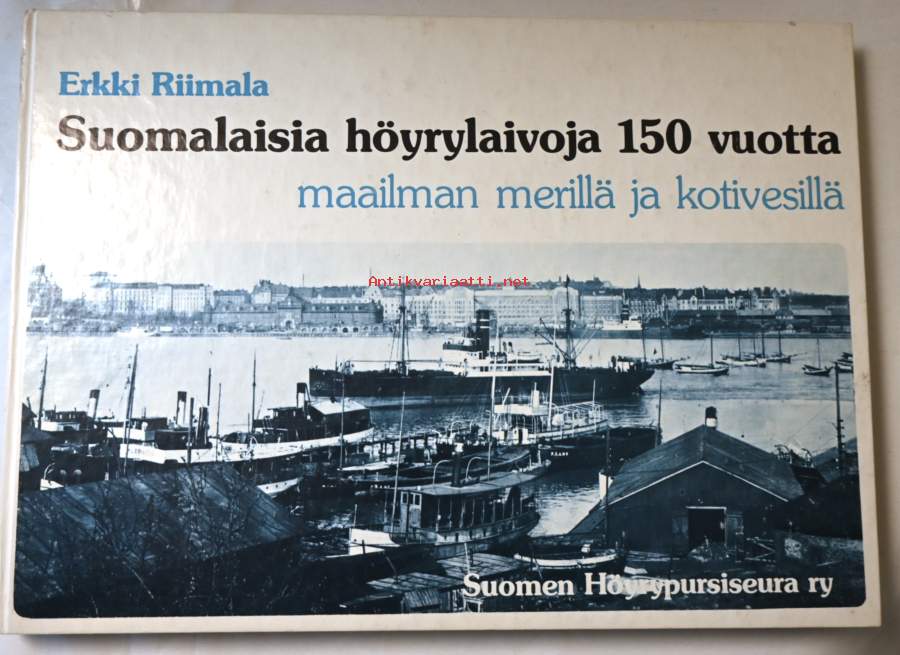 Erkki Riimala
Suomalaisia höyrylaivoja 150 vuotta
maailman merillä ja kotivesillä
Antikvariaatti.net
Suomen Höyrypursiseura ry